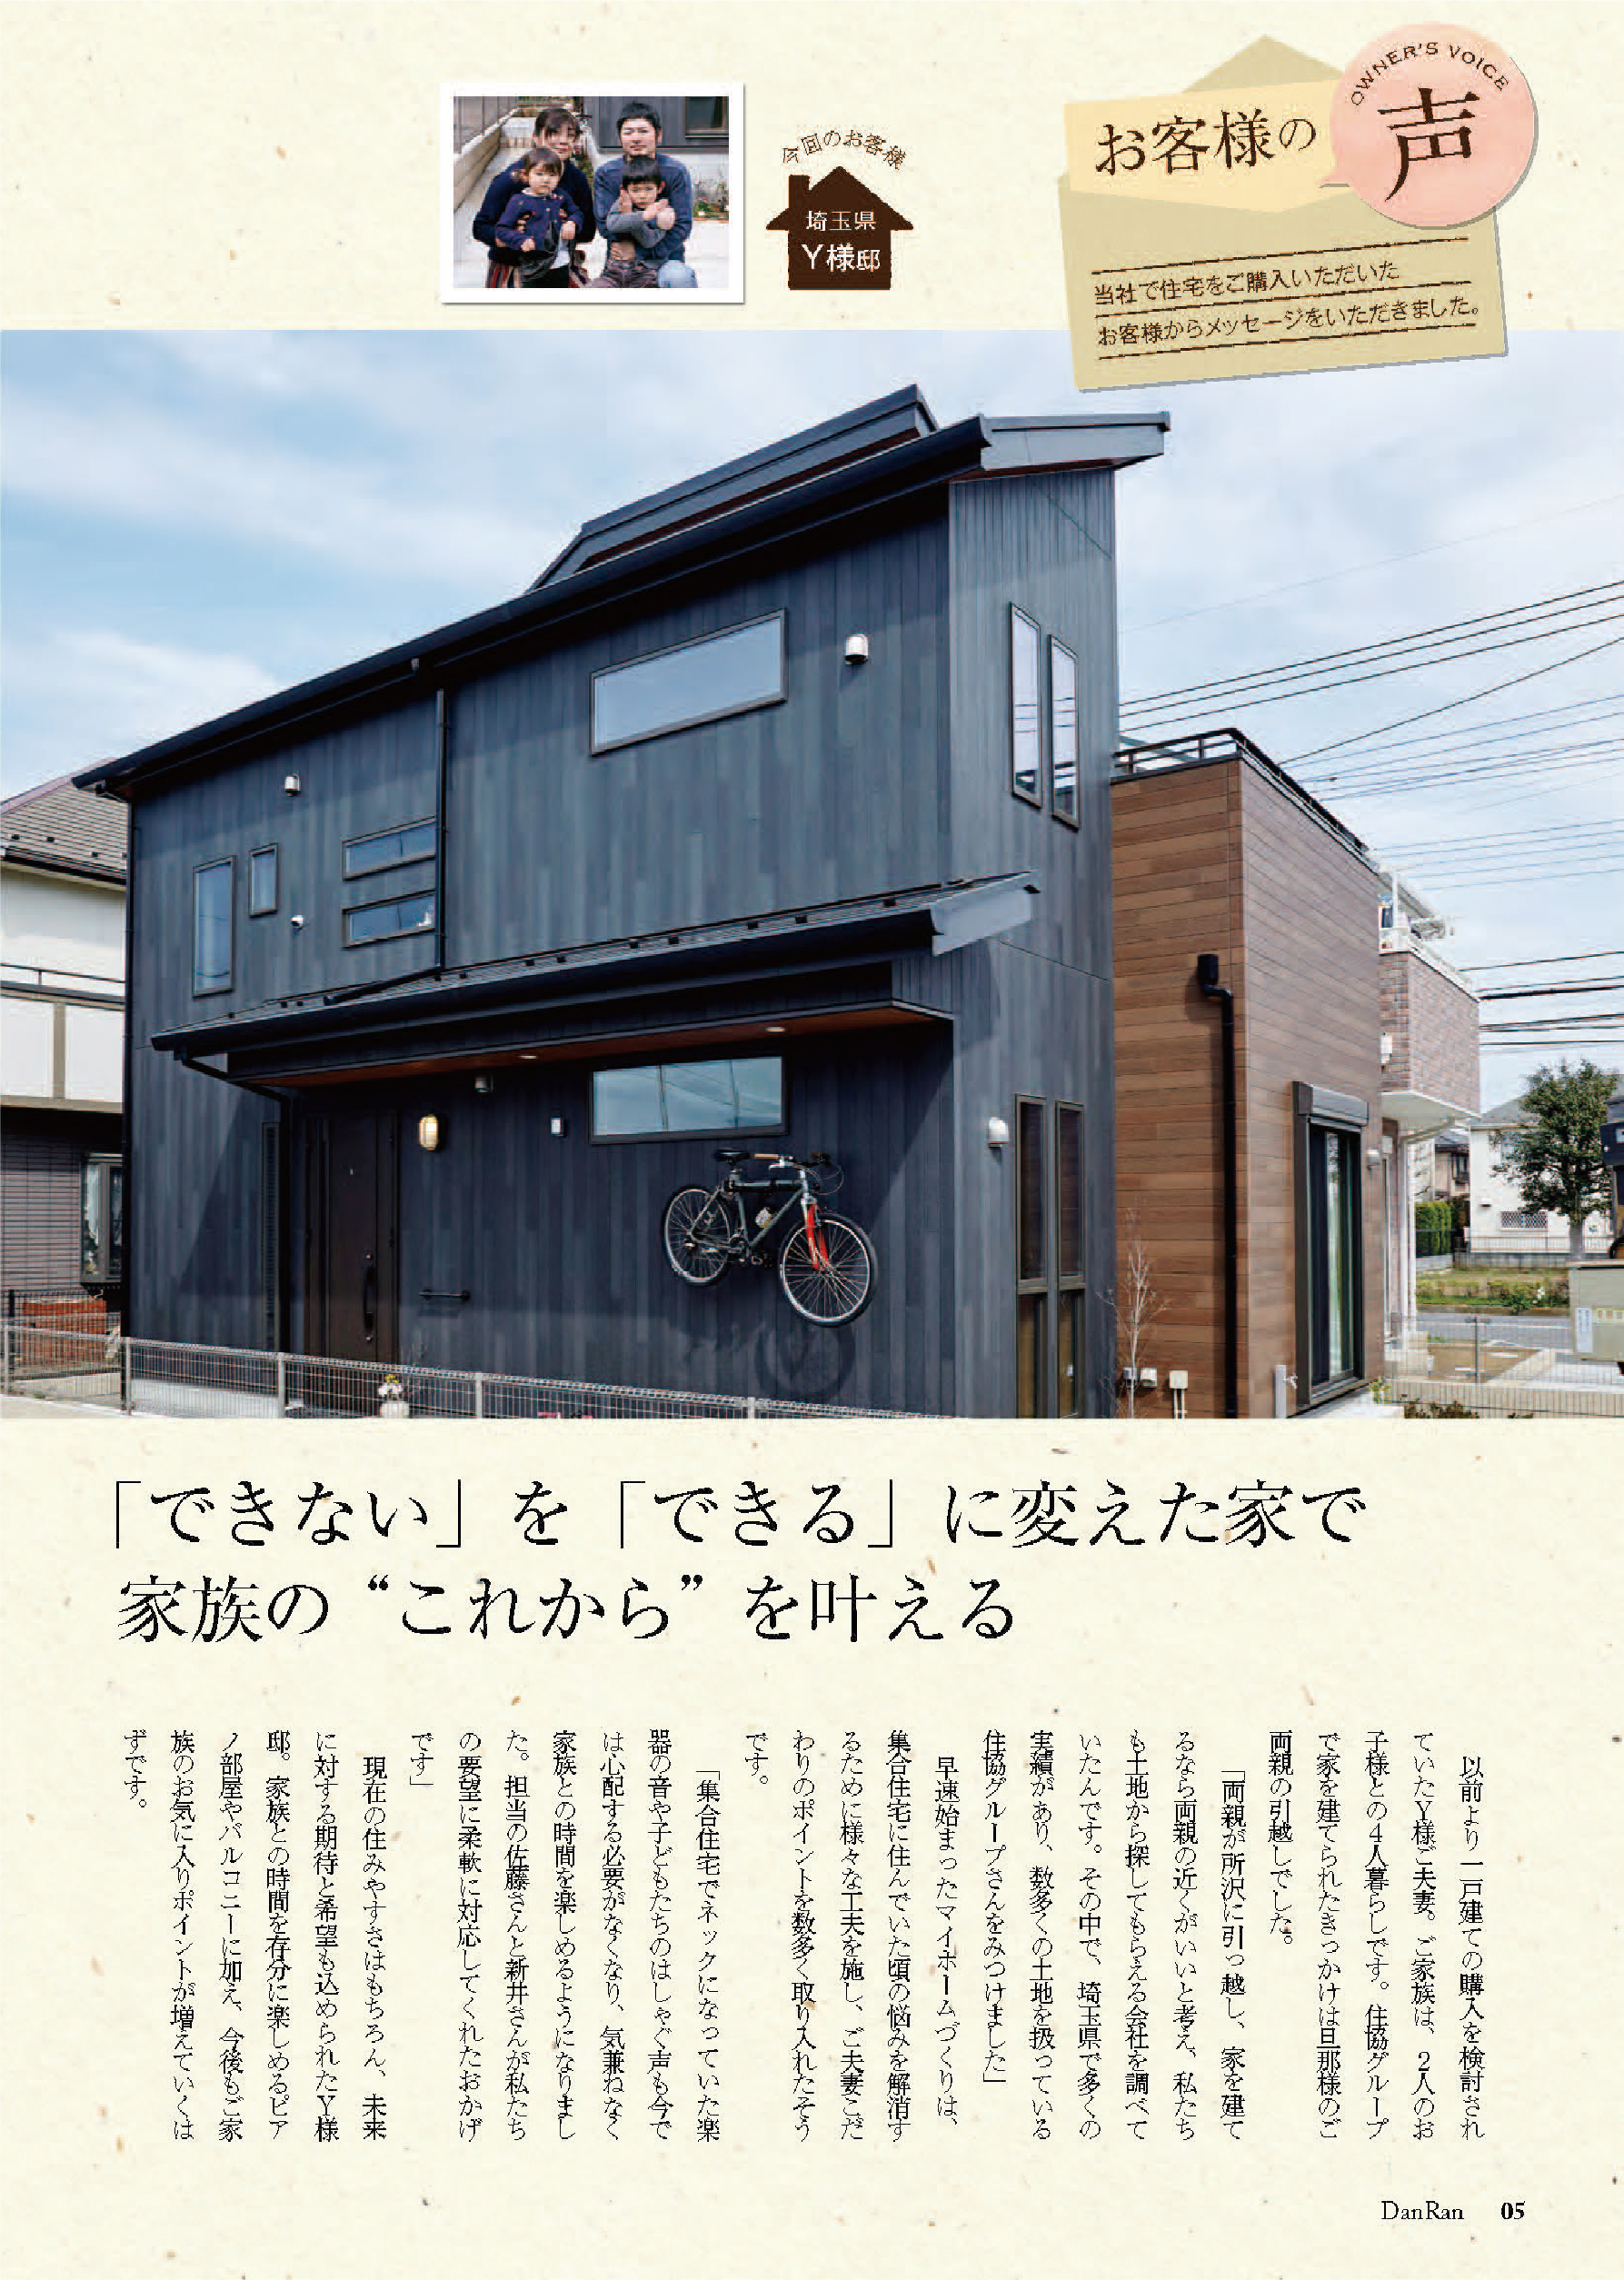 OWNER'S VOICE
お客様の声
当社で住宅をご購入いただいた
お客様からメッセージをいただきました。
今回のお客様
埼玉県
Y様邸
「できない」を「できる」に変えた家で
家族の“これから”を叶える
以前より一戸建ての購入を検討され
ていたY様ご夫妻。ご家族は、2人のお
子様との4人暮らしです。住協グループ
で家を建てられたきっかけは旦那様のご
両親の引越しでした。
「両親が所沢に引っ越し、家を建て
るなら両親の近くがいいと考え、私たち
も土地から探してもらえる会社を調べて
いたんです。その中で、埼玉県で多くの
実績があり、数多くの土地を扱っている
住協グループさんをみつけました」
早速始まったマイホームづくりは、
集合住宅に住んでいた頃の悩みを解消す
るために様々な工夫を施し、ご夫妻こだ
わりのポイントを数多く取り入れたそう
です。
「集合住宅でネックになっていた楽
器の音や子どもたちのはしゃぐ声も今で
は心配する必要がなくなり、気兼ねなく
家族との時間を楽しめるようになりまし
た。担当の佐藤さんと新井さんが私たち
の要望に柔軟に対応してくれたおかげ
です」
現在の住みやすさはもちろん、未来
に対する期待と希望も込められたY様
邸。家族との時間を存分に楽しめるピア
ノ部屋やバルコニーに加え、今後もご家
族のお気に入りポイントが増えていくは
ずです。
DanRan 05